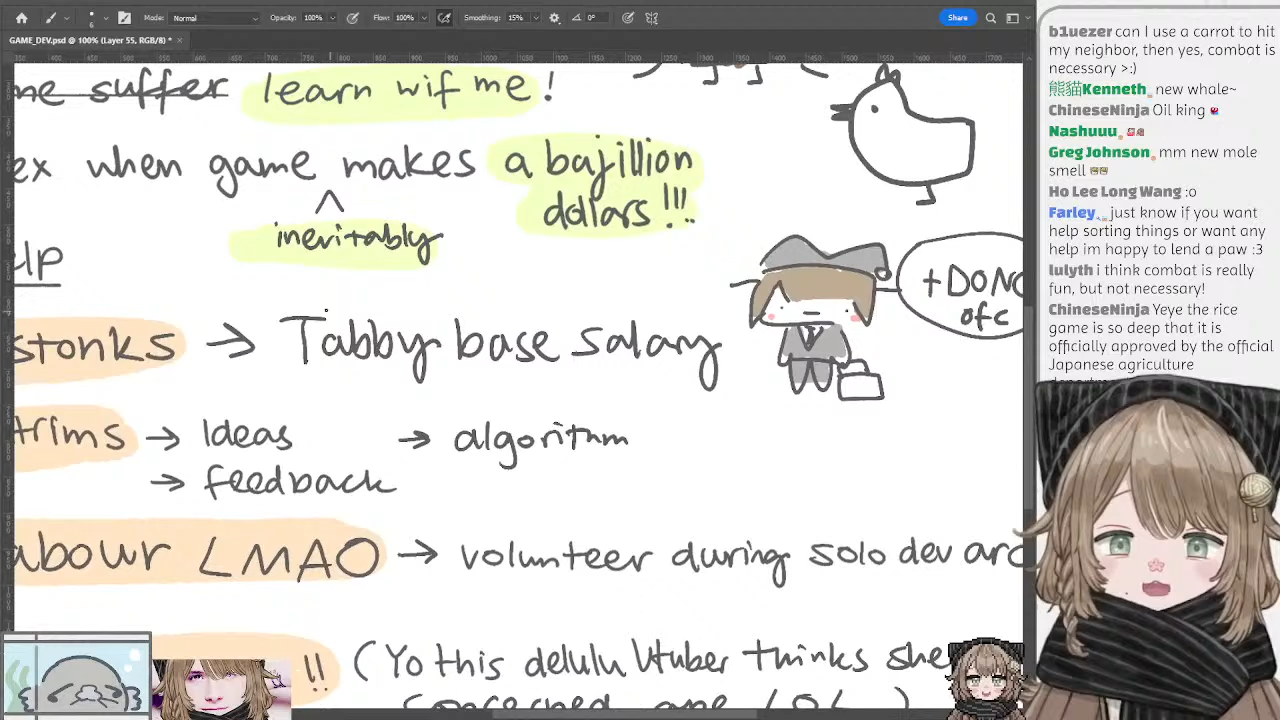 Mode: Normal Opacity: 100% Flow: 100% Smoothing: 15% 0° Share
GAME_DEV.psd @ 100% (Layer 55, RGB/8) *
me suffer learn wif me!
ex when game makes a bajillion
dollars!!!
inevitably
stonks → Tabby base salary
+DONO
ofc
trims → Ideas → algoritum
→ feedback
abour LMAO → volunteer during solo dev arc
!! (Yo this delulu Vtuber thinks she
b1uezer can I use a carrot to hit
my neighbor, then yes, combat is
necessary >:)
熊貓Kenneth new whale~
ChineseNinja Oil king
Nashuuu
Greg Johnson mm new mole
smell
Ho Lee Long Wang :o
Farley just know if you want
help sorting things or want any
help im happy to lend a paw :3
lulyth i think combat is really
fun, but not necessary!
ChineseNinja Yeye the rice
game is so deep that it is
officially approved by the official
Japanese agriculture